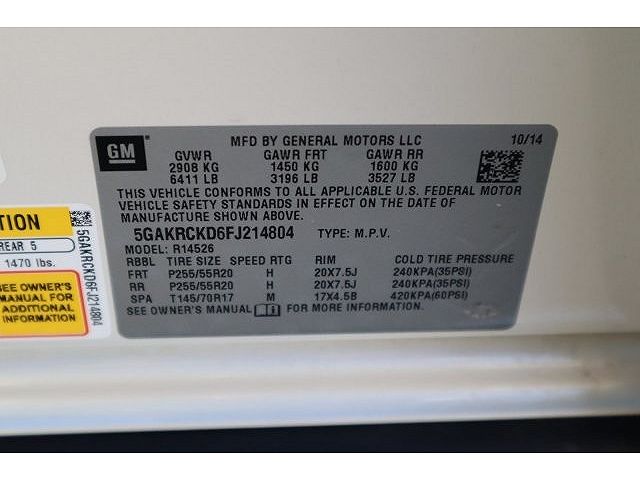 GM
MFD BY GENERAL MOTORS LLC 10/14
GVWR GAWR FRT GAWR RR
2908 KG 1450 KG 1600 KG
6411 LB 3196 LB 3527 LB
THIS VEHICLE CONFORMS TO ALL APPLICABLE U.S. FEDERAL MOTOR
VEHICLE SAFETY STANDARDS IN EFFECT ON THE DATE OF
MANUFACTURE SHOWN ABOVE.
5GAKRCKD6FJ214804 TYPE: M.P.V.
MODEL: R14526
RBBL TIRE SIZE SPEED RTG RIM COLD TIRE PRESSURE
FRT P255/55R20 H 20X7.5J 240KPA(35PSI)
RR P255/55R20 H 20X7.5J 240KPA(35PSI)
SPA T145/70R17 M 17X4.5B 420KPA(60PSI)
SEE OWNER'S MANUAL FOR MORE INFORMATION.
TION
REAR 5
1470 lbs.
SEE OWNER'S
MANUAL FOR
ADDITIONAL
INFORMATION
5GAKRCKD6FJ214804